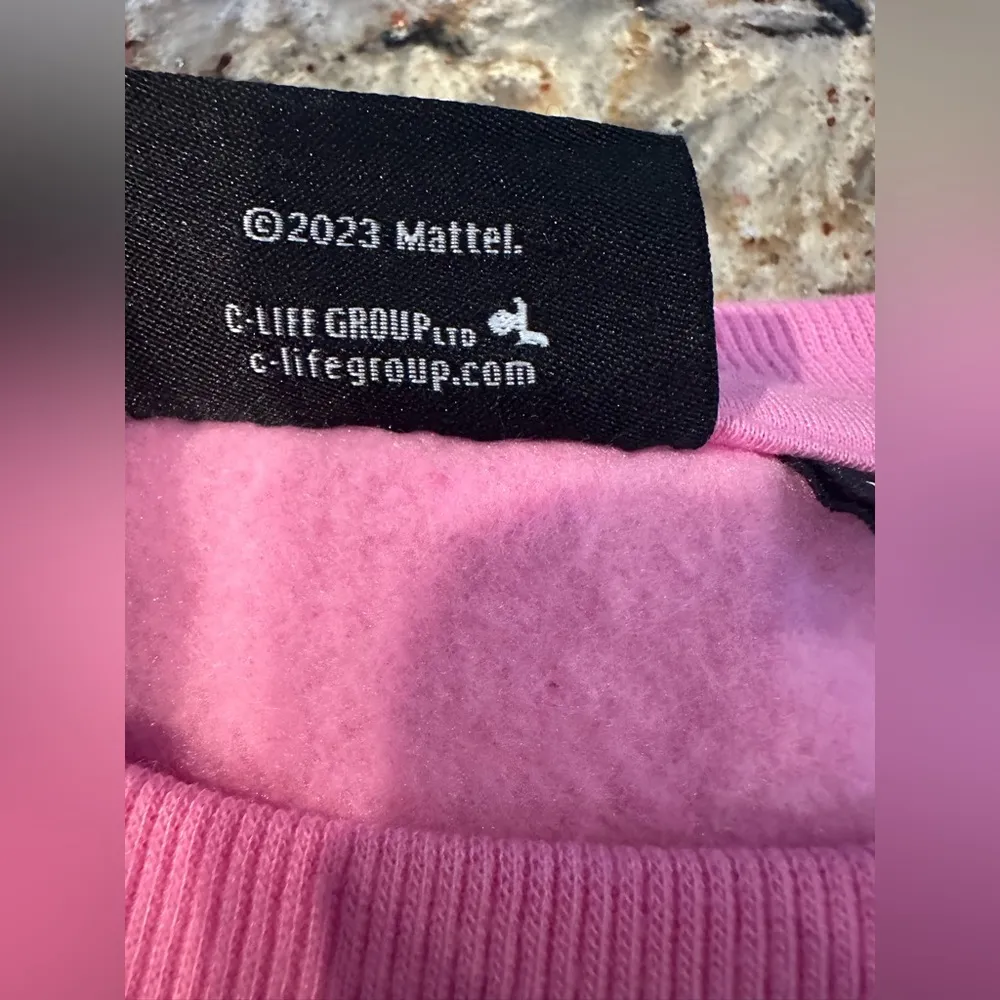 ©2023 Mattel.
C-LIFE GROUP LTD
c-lifegroup.com